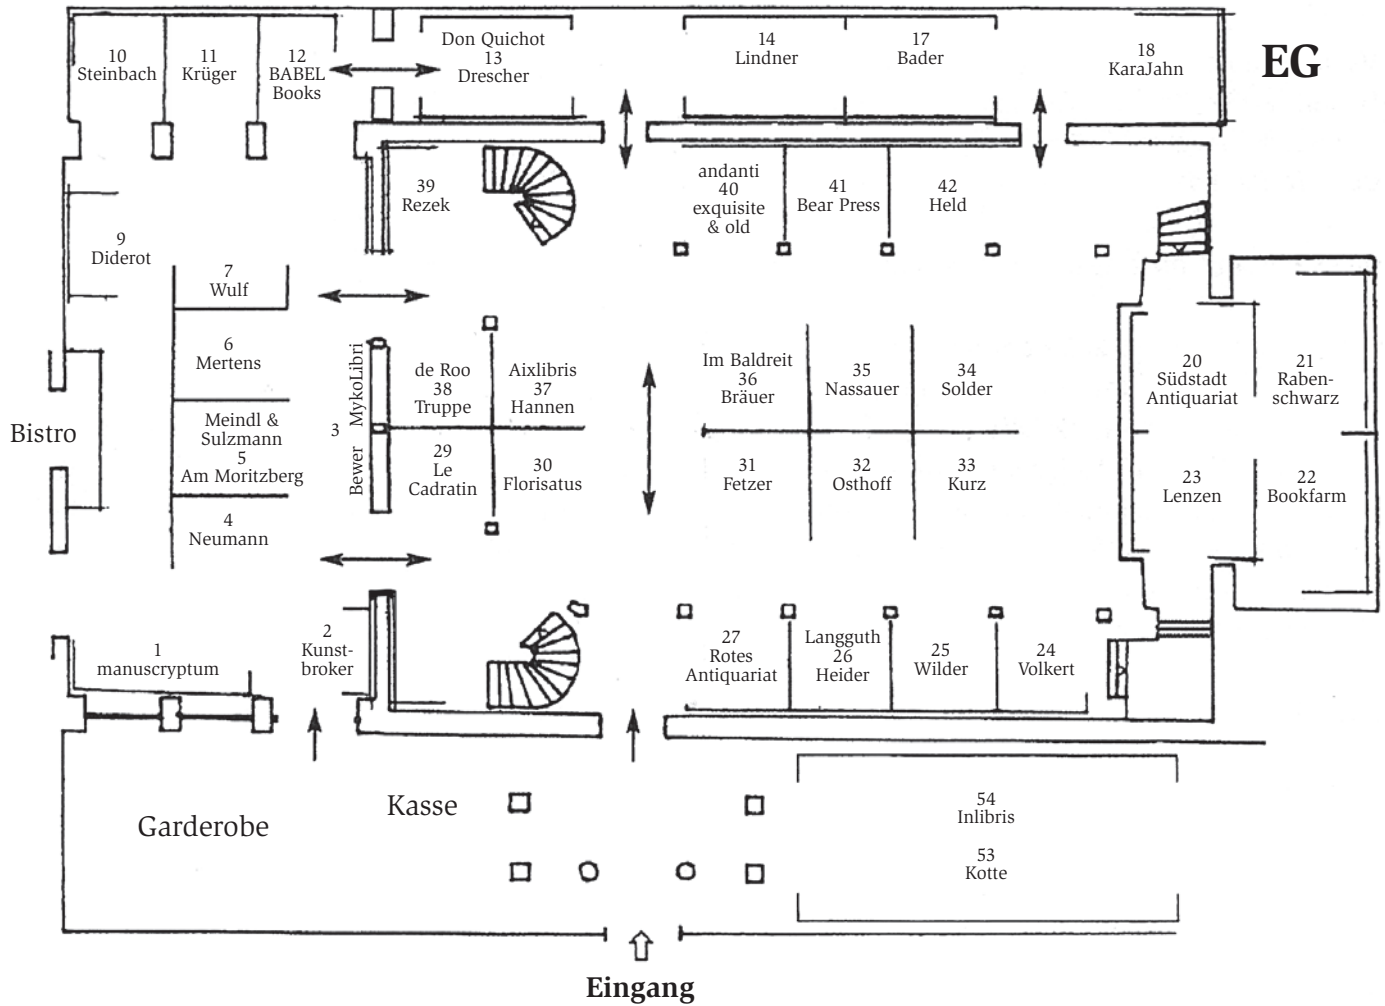 10
Steinbach
11
Krüger
12
BABEL
Books
Don Quichot
13
Drescher
14
Lindner
17
Bader
18
KaraJahn
EG
39
Rezek
andanti
40
exquisite
& old
41
Bear Press
42
Held
9
Diderot
7
Wulf
6
Mertens
Meindl &
Sulzmann
5
Am Moritzberg
4
Neumann
Bistro
3
MykoLibri
Bewer
de Roo
38
Truppe
Aixlibris
37
Hannen
29
Le
Cadratin
30
Florisatus
Im Baldreit
36
Bräuer
35
Nassauer
34
Solder
31
Fetzer
32
Osthoff
33
Kurz
20
Südstadt
Antiquariat
21
Raben-
schwarz
23
Lenzen
22
Bookfarm
1
manuscryptum
2
Kunst-
broker
27
Rotes
Antiquariat
Langguth
26
Heider
25
Wilder
24
Volkert
Garderobe
Kasse
54
Inlibris
53
Kotte
Eingang